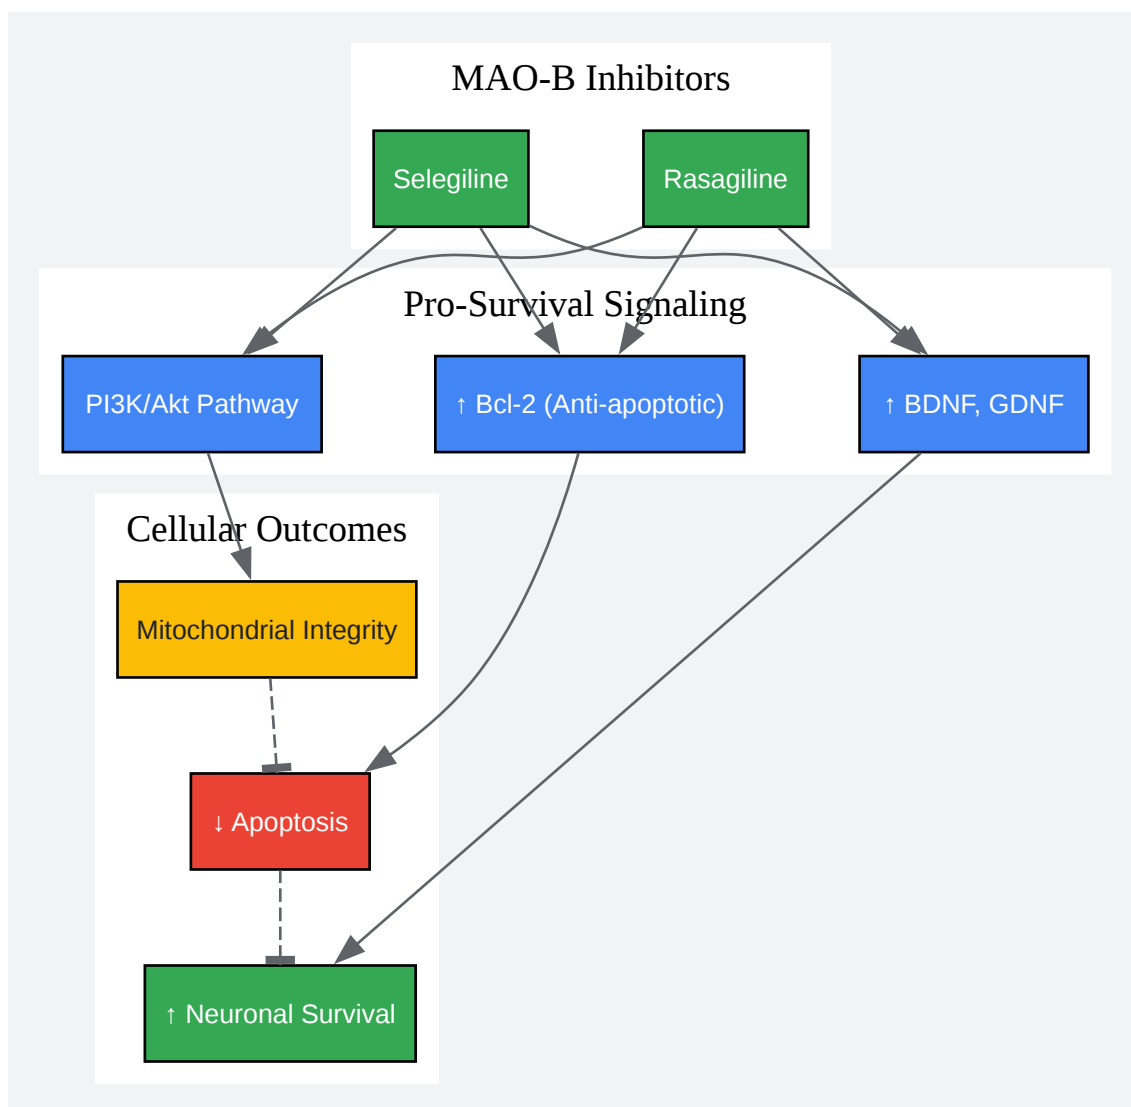 MAO-B Inhibitors
Selegiline
Rasagiline
Pro-Survival Signaling
PI3K/Akt Pathway
↑ Bcl-2 (Anti-apoptotic)
↑ BDNF, GDNF
Cellular Outcomes
Mitochondrial Integrity
↓ Apoptosis
↑ Neuronal Survival